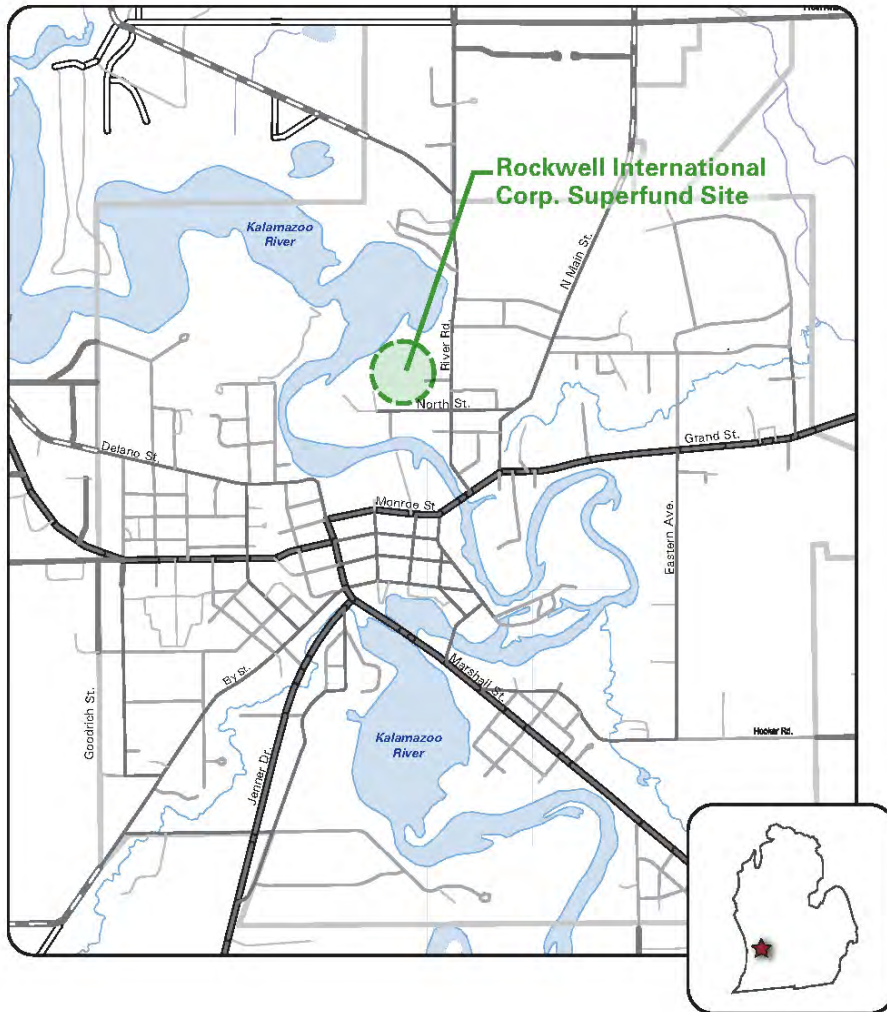 Rockwell International
Corp. Superfund Site
Kalamazoo
River
N Main St.
River Rd.
North St.
Grand St.
Delano St.
Monroe St.
Eastern Ave.
By St.
Marshall St.
Goodrich St.
Jenner Dr.
Kalamazoo
River
Hooker Rd.